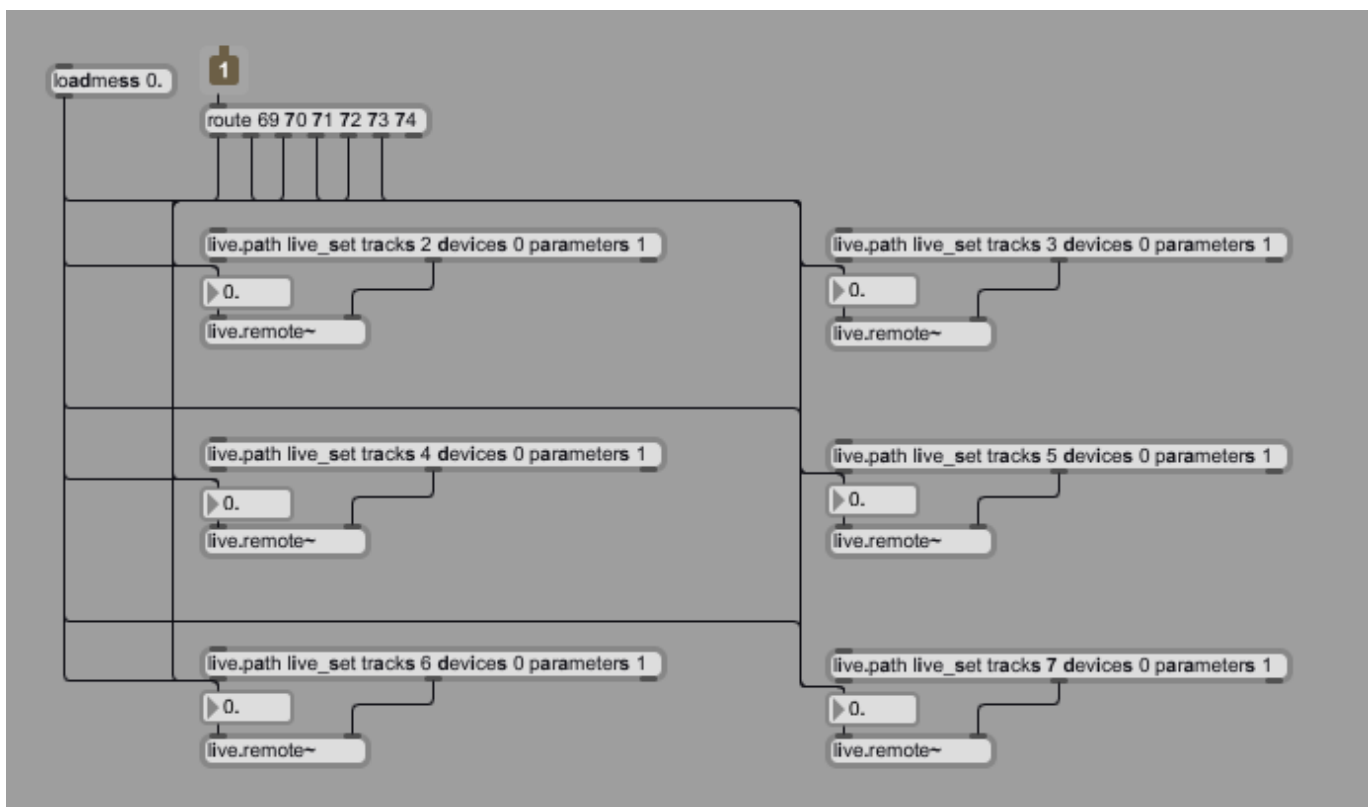 loadmess 0.
1
route 69 70 71 72 73 74
live.path live_set tracks 2 devices 0 parameters 1
0.
live.remote~
live.path live_set tracks 3 devices 0 parameters 1
0.
live.remote~
live.path live_set tracks 4 devices 0 parameters 1
0.
live.remote~
live.path live_set tracks 5 devices 0 parameters 1
0.
live.remote~
live.path live_set tracks 6 devices 0 parameters 1
0.
live.remote~
live.path live_set tracks 7 devices 0 parameters 1
0.
live.remote~